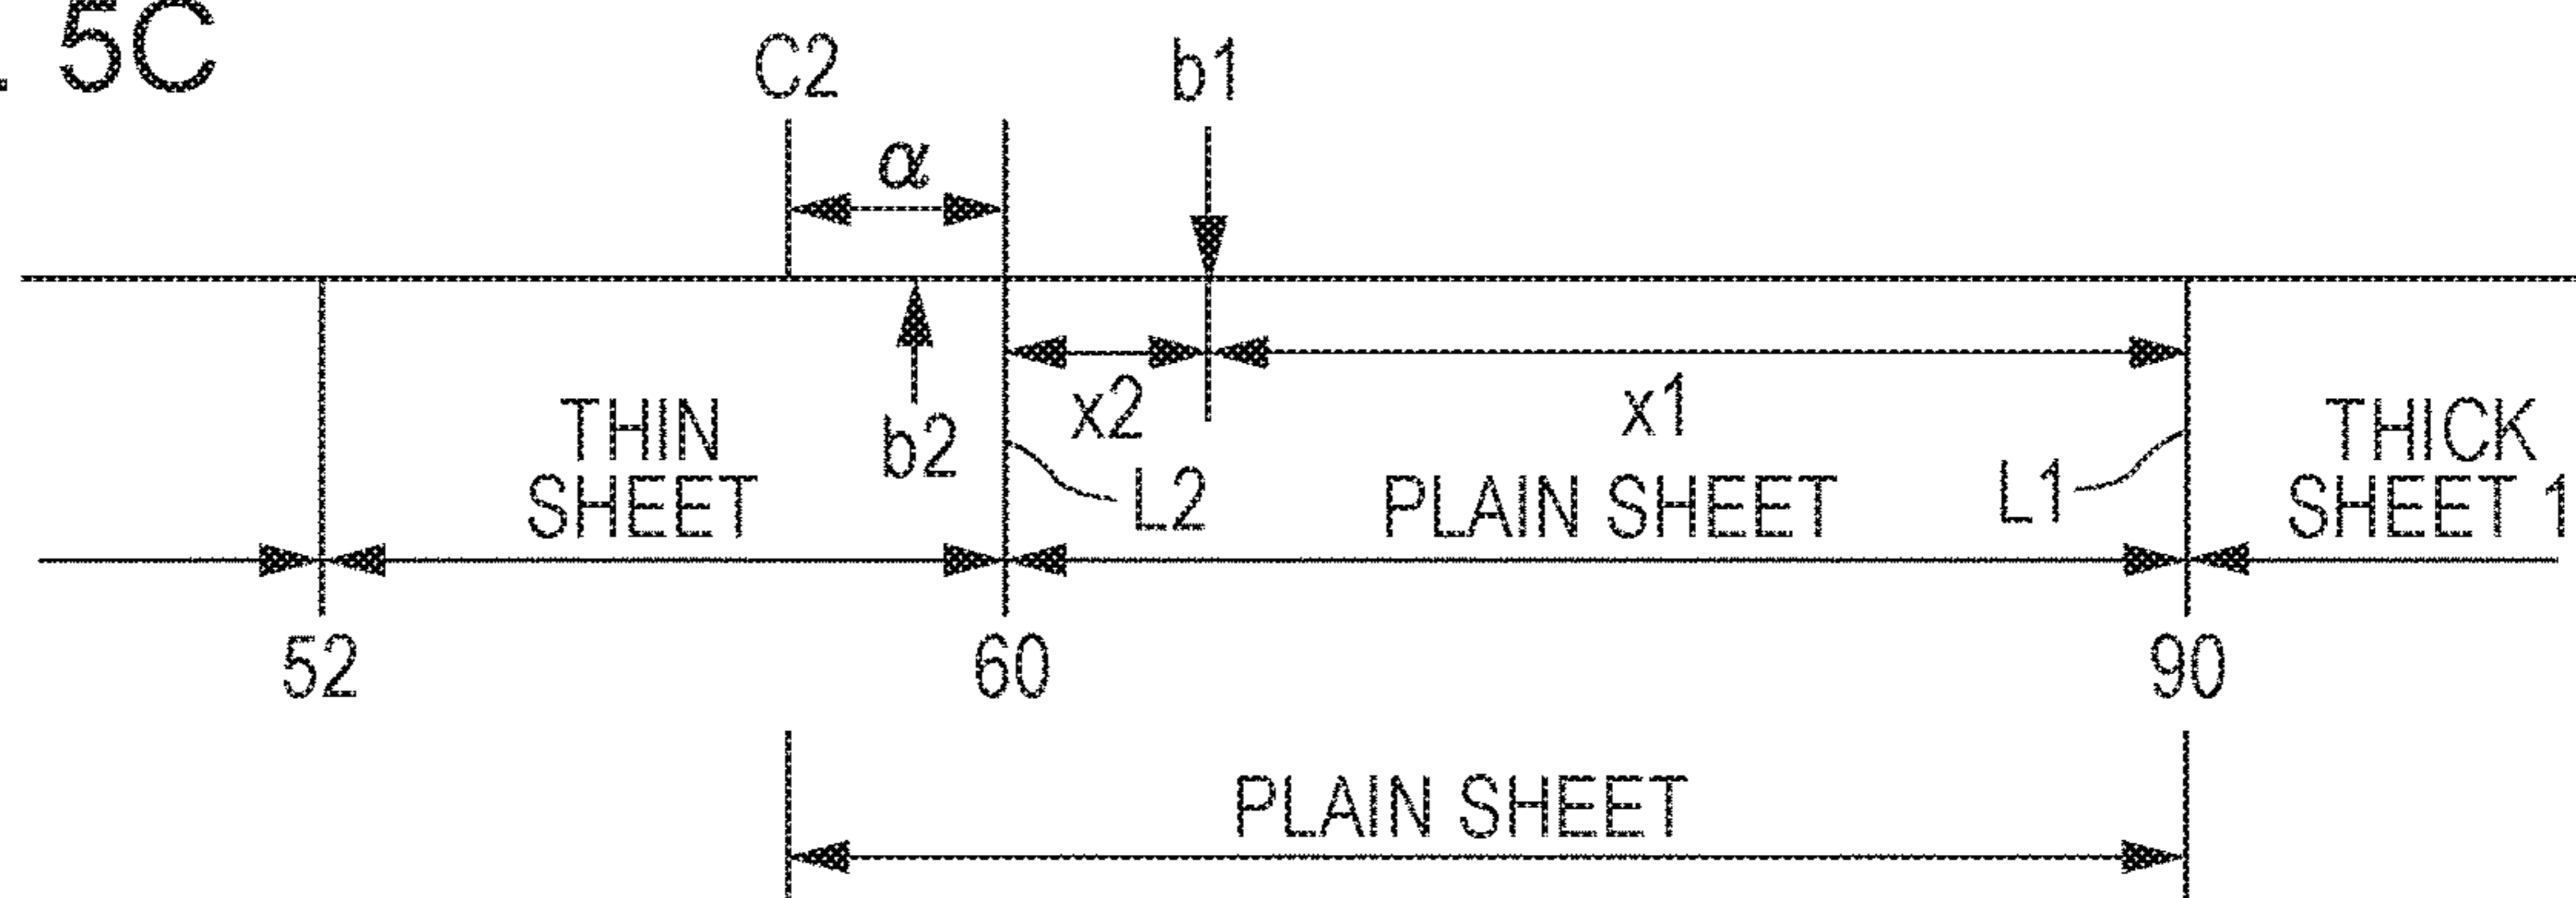 . 5C
C2
b1
α
x2
x1
b2
THIN
SHEET
L2
PLAIN SHEET
L1
THICK
SHEET 1
52
60
90
PLAIN SHEET